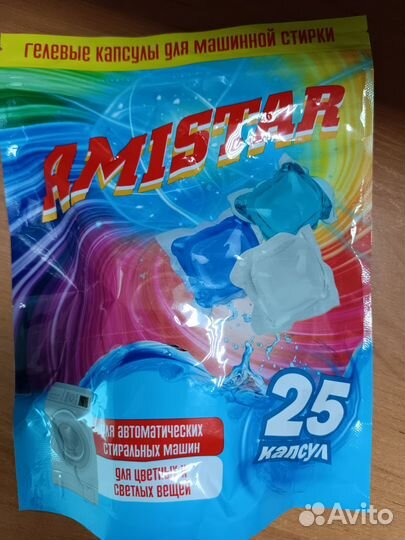 ГЕЛЕВЫЕ КАПСУЛЫ ДЛЯ МАШИННОЙ СТИРКИ
AMISTAR
25
КАПСУЛ
ДЛЯ АВТОМАТИЧЕСКИХ
СТИРАЛЬНЫХ МАШИН
ДЛЯ ЦВЕТНЫХ И
СВЕТЛЫХ ВЕЩЕЙ
Avito